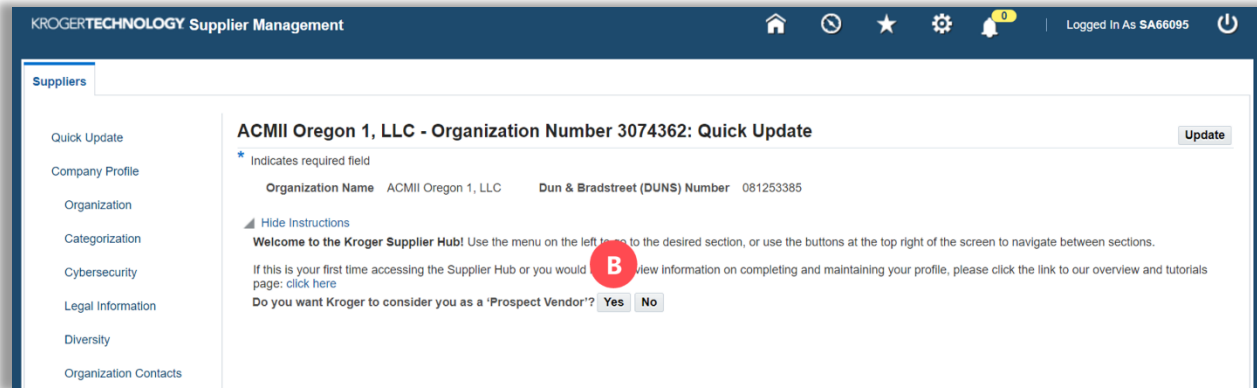 KROGERTECHNOLOGY Supplier Management
0
Logged In As SA66095
Suppliers
Quick Update
Company Profile
Organization
Categorization
Cybersecurity
Legal Information
Diversity
Organization Contacts
ACMII Oregon 1, LLC - Organization Number 3074362: Quick Update
Update
* Indicates required field
Organization Name ACMII Oregon 1, LLC Dun & Bradstreet (DUNS) Number 081253385
Hide Instructions
Welcome to the Kroger Supplier Hub! Use the menu on the left to go to the desired section, or use the buttons at the top right of the screen to navigate between sections.
If this is your first time accessing the Supplier Hub or you would view information on completing and maintaining your profile, please click the link to our overview and tutorials
page: click here
B
Do you want Kroger to consider you as a 'Prospect Vendor'? Yes No